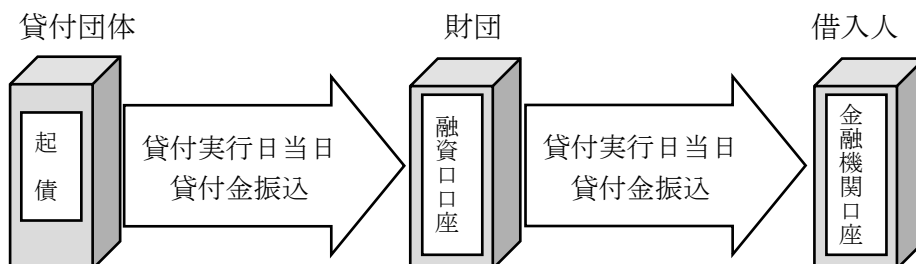 貸付団体
財団
借入人
起債
貸付実行日当日
貸付金振込
融資口口座
貸付実行日当日
貸付金振込
金融機関口座